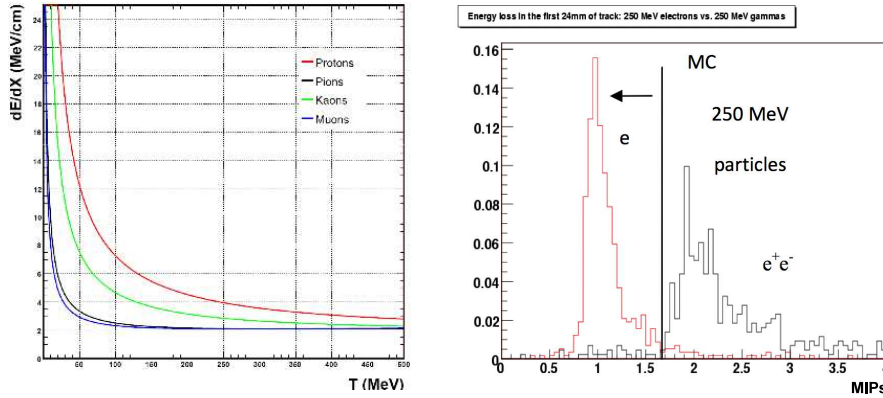 dE/dX (MeV/cm)
24
22
20
18
16
14
12
10
8
6
4
2
0
Protons
Pions
Kaons
Muons
50 100 150 200 250 300 350 400 450 500
T (MeV)
Energy loss in the first 24mm of track: 250 MeV electrons vs. 250 MeV gammas
0.16
0.14
0.12
0.1
0.08
0.06
0.04
0.02
0
MC
e
250 MeV
particles
e⁺e⁻
0 0.5 1 1.5 2 2.5 3 3.5
MIPs